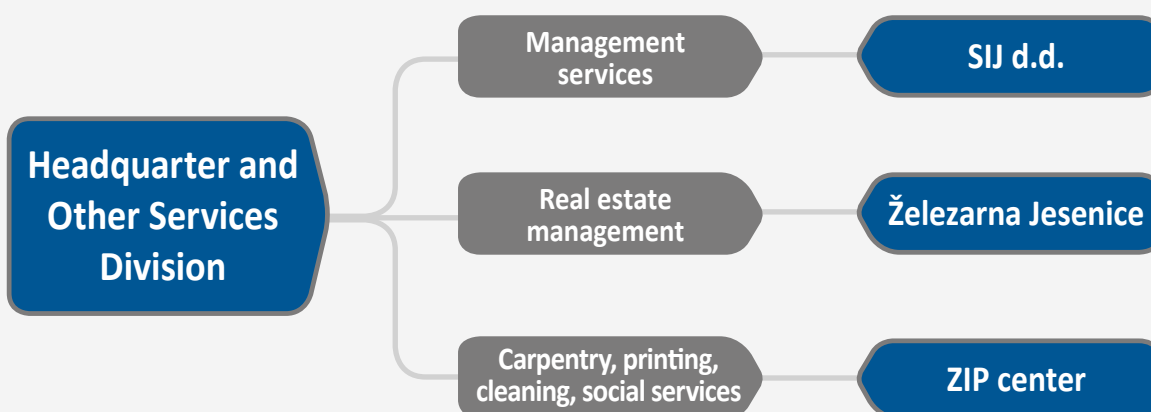 Headquarter and
Other Services
Division
Management
services
SIJ d.d.
Real estate
management
Železarna Jesenice
Carpentry, printing,
cleaning, social services
ZIP center